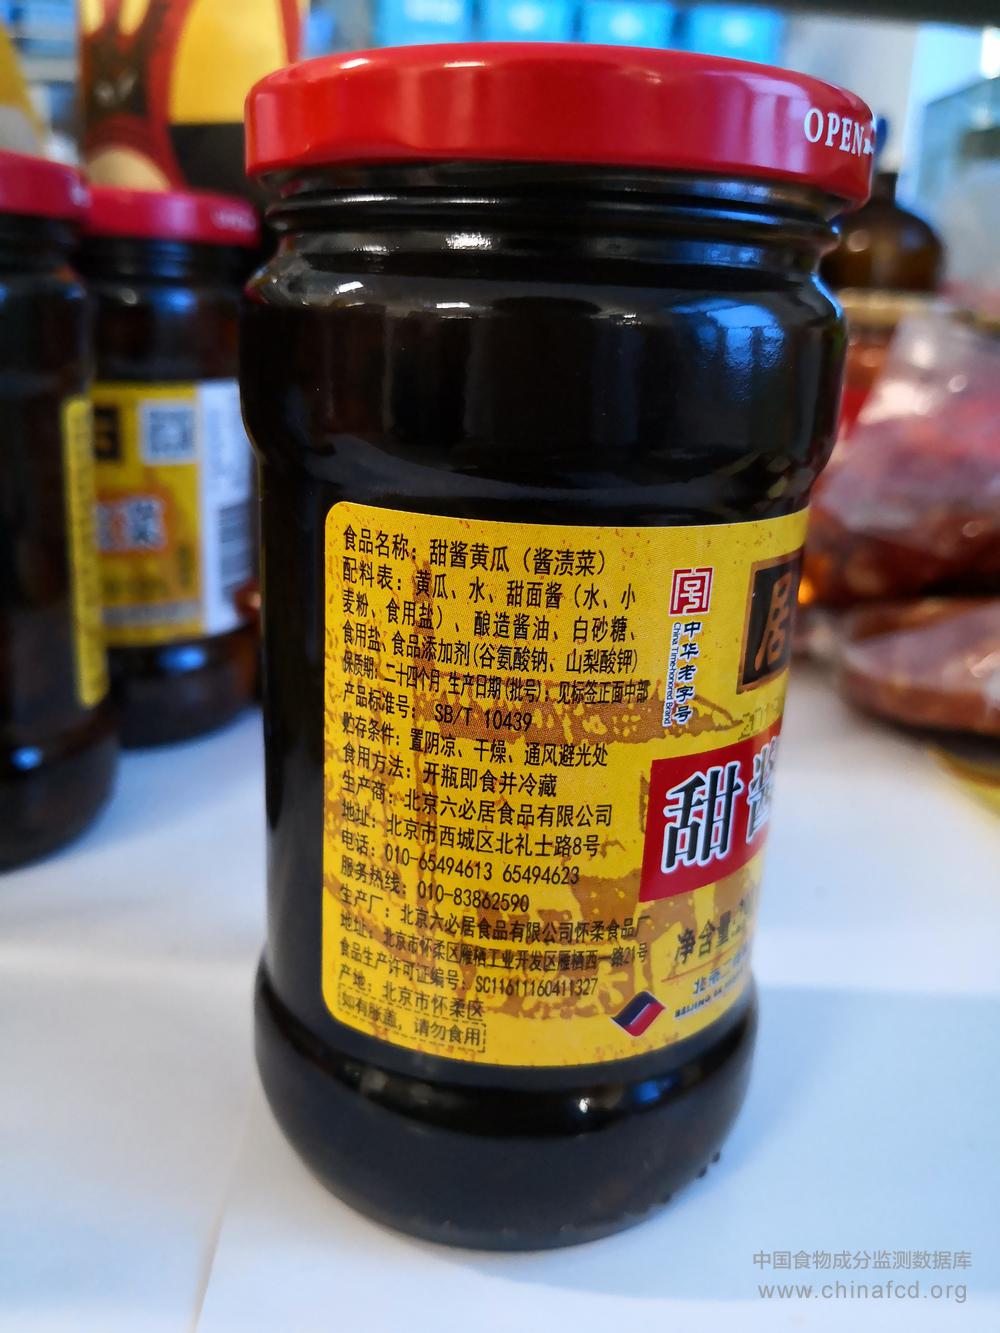 OPEN
食品名称：甜酱黄瓜（酱渍菜）
配料表：黄瓜、水、甜面酱（水、小
麦粉、食用盐）、酿造酱油、白砂糖、
食用盐、食品添加剂(谷氨酸钠、山梨酸钾)
保质期：二十四个月 生产日期(批号)：见标签正面中部
产品标准号： SB/T 10439
贮存条件：置阴凉、干燥、通风避光处
食用方法：开瓶即食并冷藏
生产商：北京六必居食品有限公司
地址：北京市西城区北礼士路8号
电话：010-65494613 65494623
服务热线：010-83862590
生产厂：北京六必居食品有限公司怀柔食品厂
地址：北京市怀柔区雁栖工业开发区雁栖西一路21号
食品生产许可证编号：SC11611160411327
产地：北京市怀柔区
如有胀盖，请勿食用
中华老字号
China Time-honored Brand
居
甜酱
净含量:
北京
BEIJING
菜
中国食物成分监测数据库
www.chinafcd.org